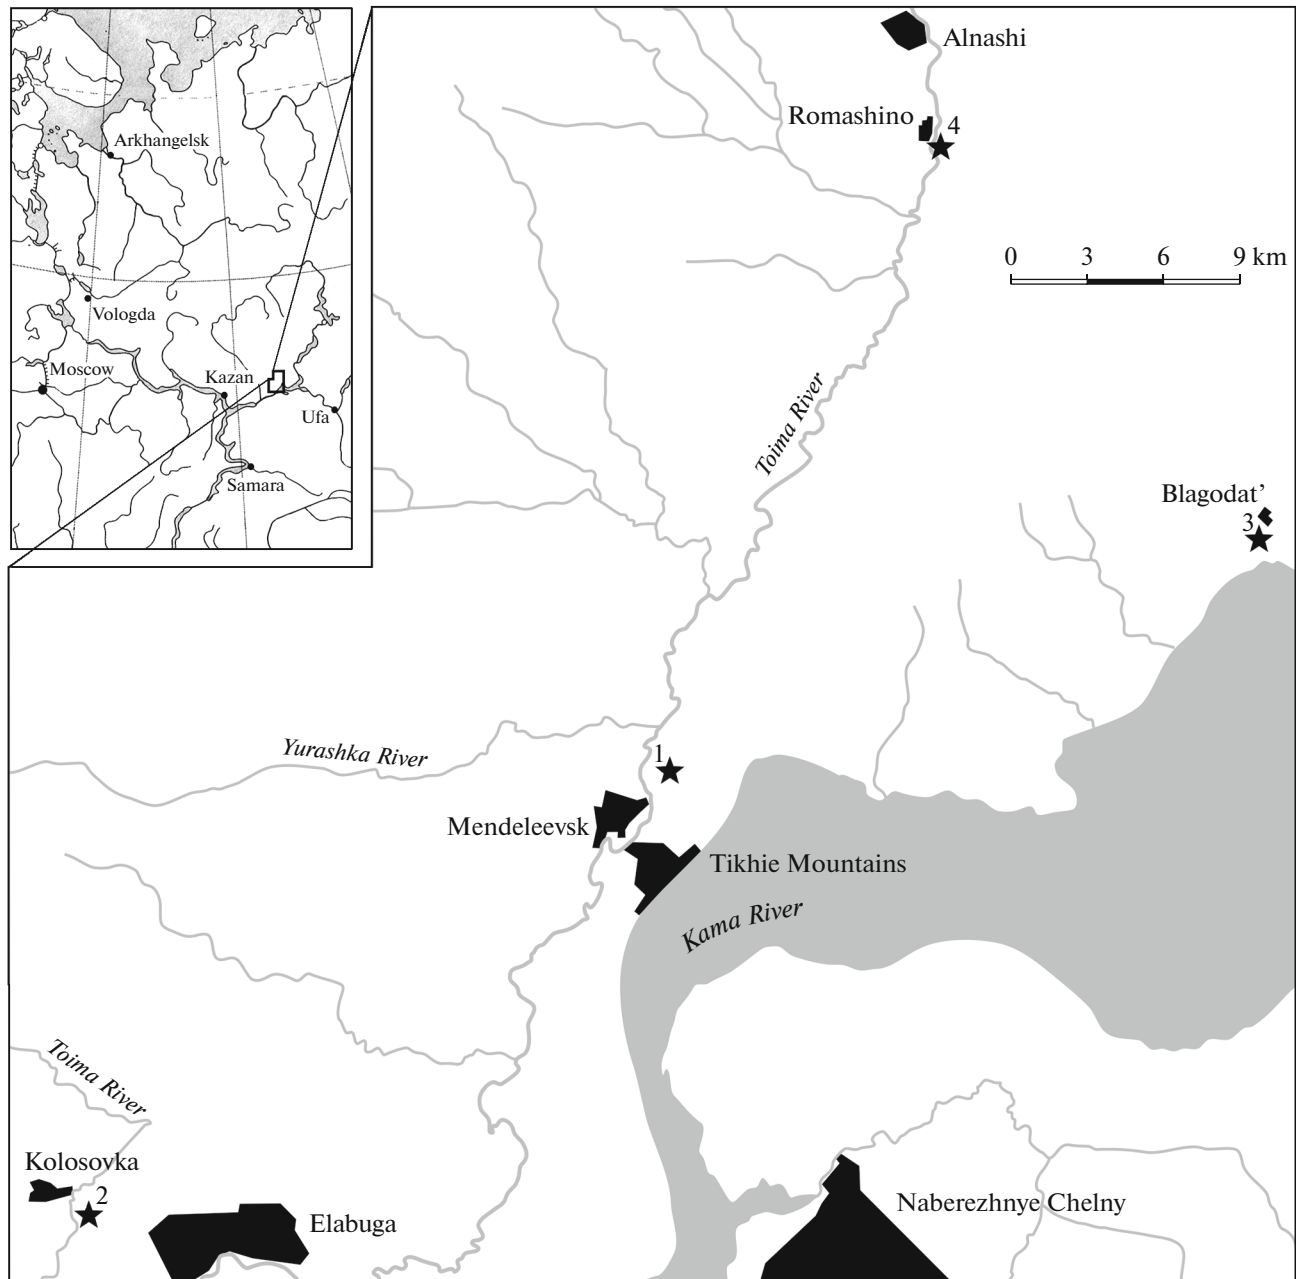 Arkhangelsk
Vologda
Moscow
Kazan
Ufa
Samara
Alnashi
Romashino
4
0 3 6 9 km
Toima River
Blagodat’
3
1
Yurashka River
Mendeleevsk
Tikhie Mountains
Kama River
Toima River
Kolosovka
2
Elabuga
Naberezhnye Chelny